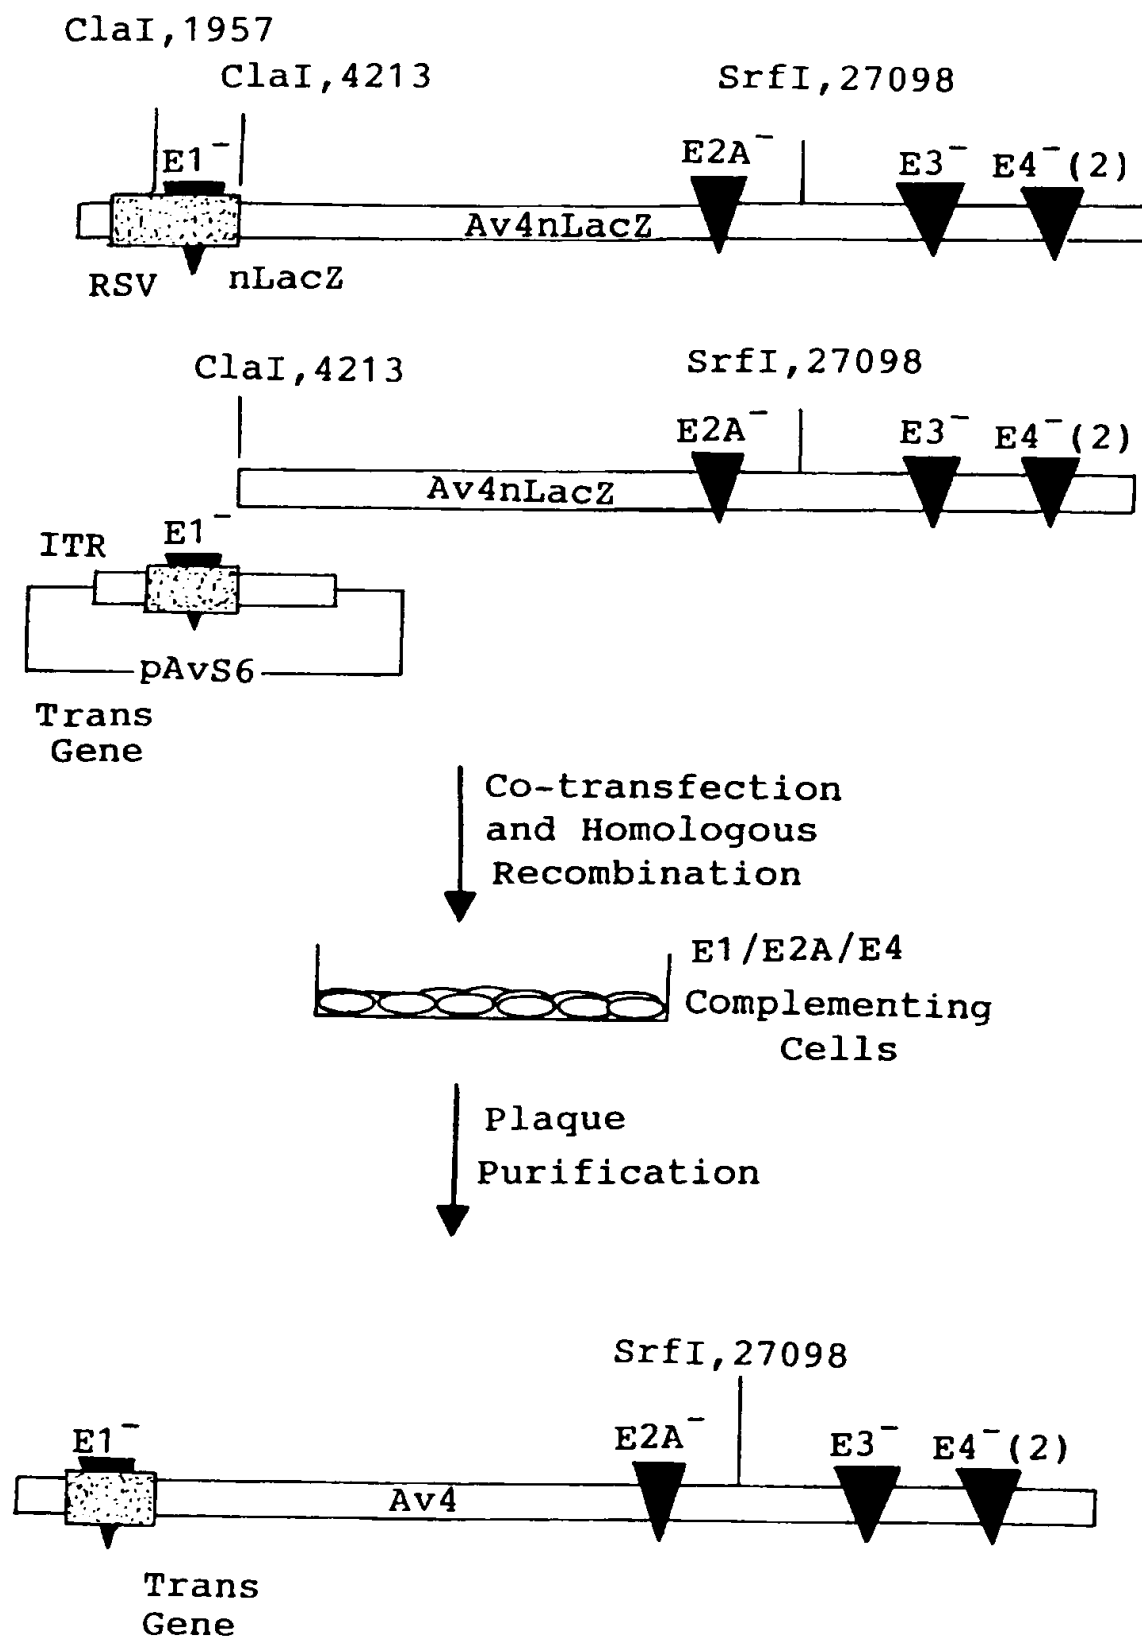 ClaI,1957
ClaI,4213
SrfI,27098
E1⁻
E2A⁻
E3⁻
E4⁻(2)
Av4nLacZ
RSV
nLacZ
ClaI,4213
SrfI,27098
E2A⁻
E3⁻
E4⁻(2)
Av4nLacZ
ITR
E1⁻
pAvS6
Trans
Gene
Co-transfection
and Homologous
Recombination
E1/E2A/E4
Complementing
Cells
Plaque
Purification
SrfI,27098
E1⁻
E2A⁻
E3⁻
E4⁻(2)
Av4
Trans
Gene